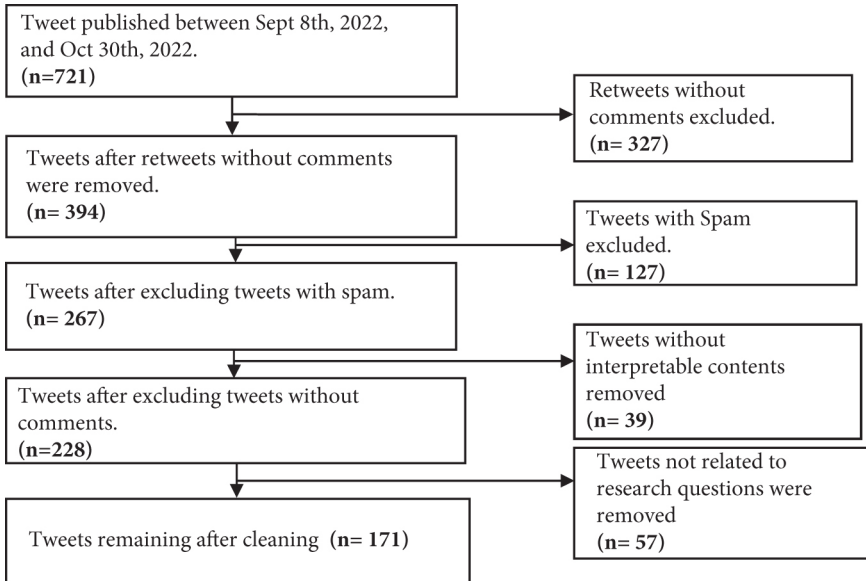 Tweet published between Sept 8th, 2022,
and Oct 30th, 2022.
(n=721)
Retweets without
comments excluded.
(n= 327)
Tweets after retweets without comments
were removed.
(n= 394)
Tweets with Spam
excluded.
(n= 127)
Tweets after excluding tweets with spam.
(n= 267)
Tweets without
interpretable contents
removed
(n= 39)
Tweets after excluding tweets without
comments.
(n=228)
Tweets not related to
research questions were
removed
(n= 57)
Tweets remaining after cleaning (n= 171)